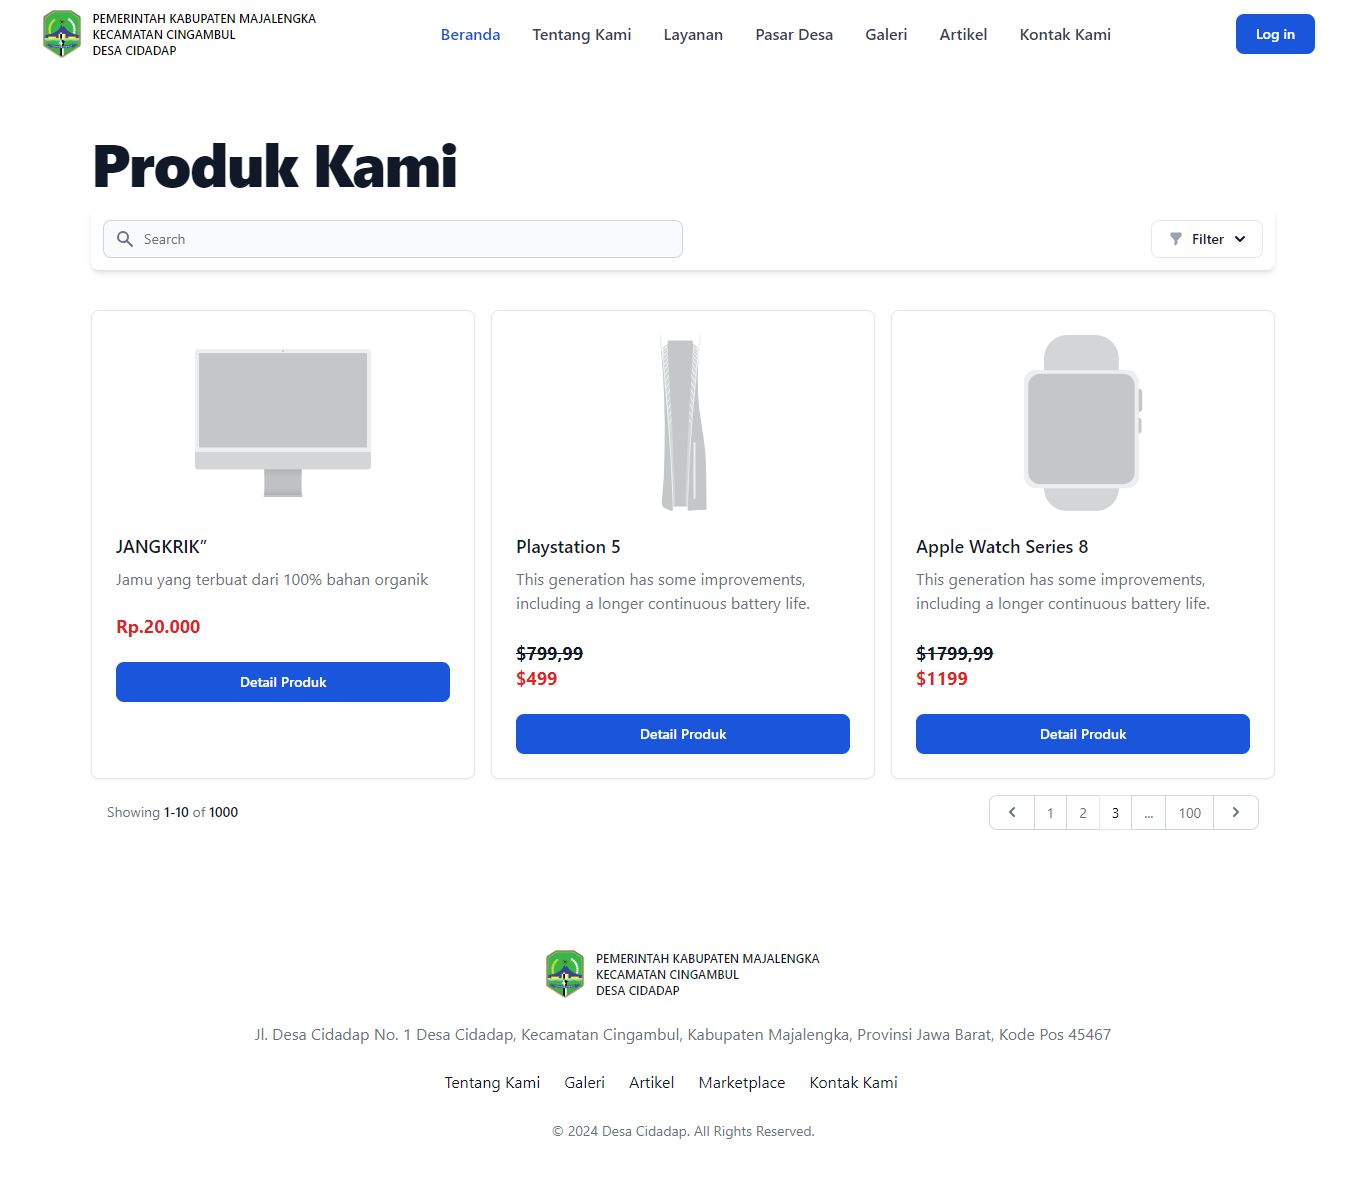 PEMERINTAH KABUPATEN MAJALENGKA
KECAMATAN CINGAMBUL
DESA CIDADAP
Beranda
Tentang Kami
Layanan
Pasar Desa
Galeri
Artikel
Kontak Kami
Log in
Produk Kami
Search
Filter
JANGKRIK”
Jamu yang terbuat dari 100% bahan organik
Rp.20.000
Detail Produk
Playstation 5
This generation has some improvements,
including a longer continuous battery life.
$799,99
$499
Detail Produk
Apple Watch Series 8
This generation has some improvements,
including a longer continuous battery life.
$1799,99
$1199
Detail Produk
Showing 1-10 of 1000
1 2 3 ... 100
PEMERINTAH KABUPATEN MAJALENGKA
KECAMATAN CINGAMBUL
DESA CIDADAP
Jl. Desa Cidadap No. 1 Desa Cidadap, Kecamatan Cingambul, Kabupaten Majalengka, Provinsi Jawa Barat, Kode Pos 45467
Tentang Kami Galeri Artikel Marketplace Kontak Kami
© 2024 Desa Cidadap. All Rights Reserved.